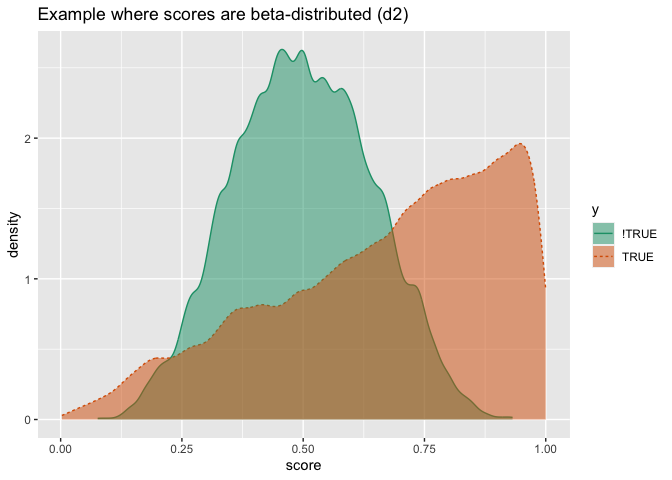 Example where scores are beta-distributed (d2)
density
2
1
0
0.00 0.25 0.50 0.75 1.00
score
y
!TRUE
TRUE